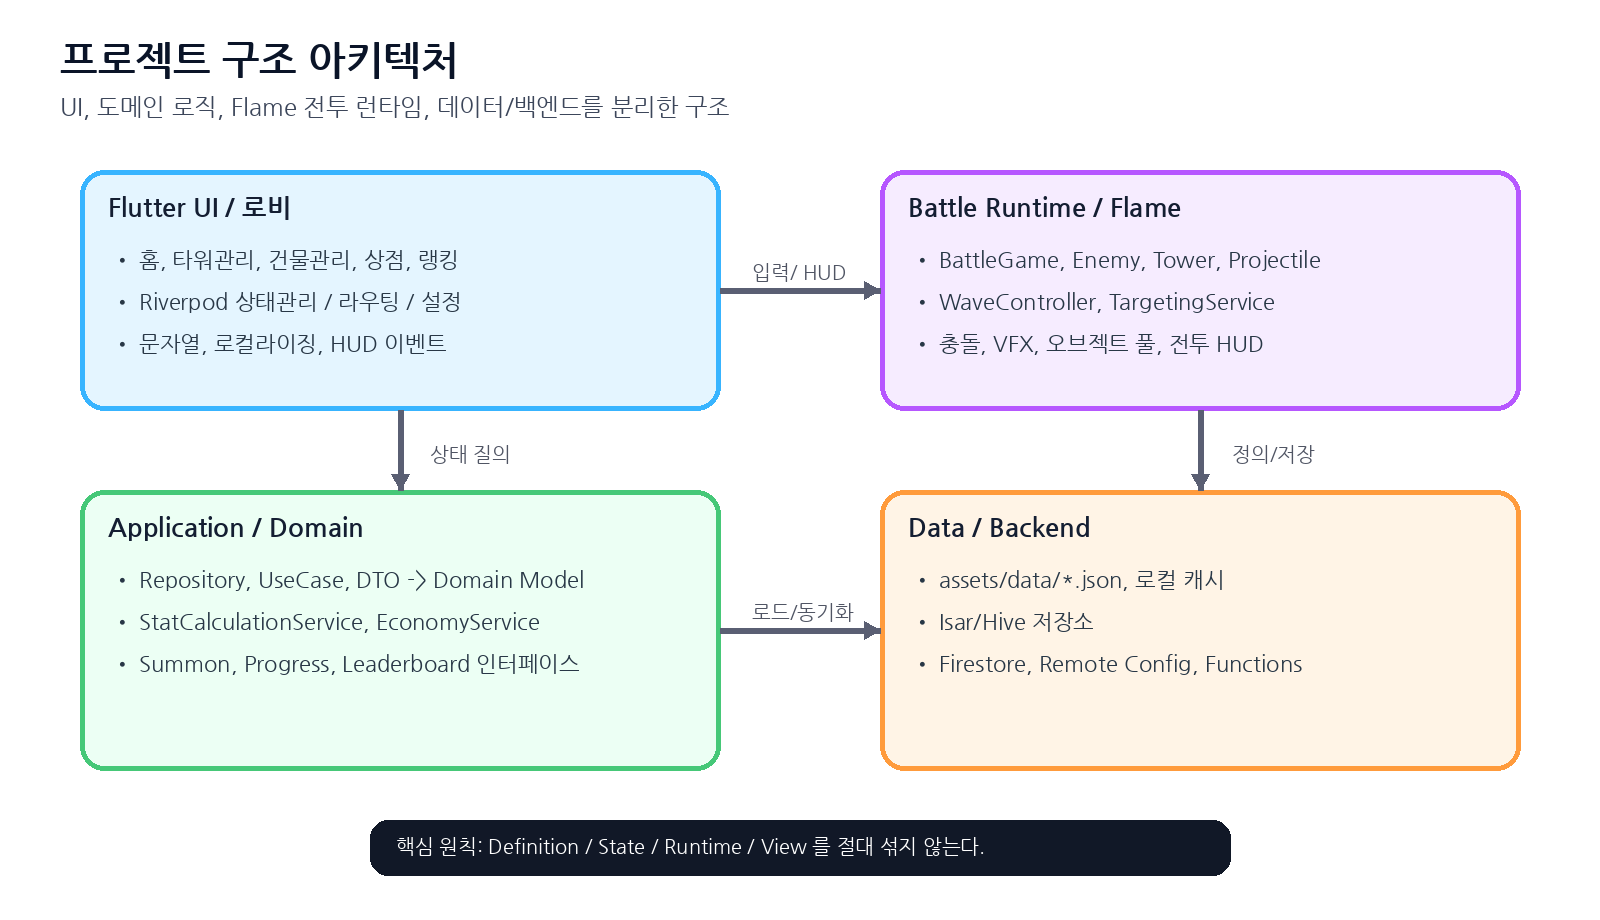 프로젝트 구조 아키텍처
UI, 도메인 로직, Flame 전투 런타임, 데이터/백엔드를 분리한 구조
Flutter UI / 로비
• 홈, 타워관리, 건물관리, 상점, 랭킹
• Riverpod 상태관리 / 라우팅 / 설정
• 문자열, 로컬라이징, HUD 이벤트
입력/ HUD
Battle Runtime / Flame
• BattleGame, Enemy, Tower, Projectile
• WaveController, TargetingService
• 충돌, VFX, 오브젝트 풀, 전투 HUD
상태 질의
정의/저장
Application / Domain
• Repository, UseCase, DTO -> Domain Model
• StatCalculationService, EconomyService
• Summon, Progress, Leaderboard 인터페이스
로드/동기화
Data / Backend
• assets/data/*.json, 로컬 캐시
• Isar/Hive 저장소
• Firestore, Remote Config, Functions
핵심 원칙: Definition / State / Runtime / View 를 절대 섞지 않는다.